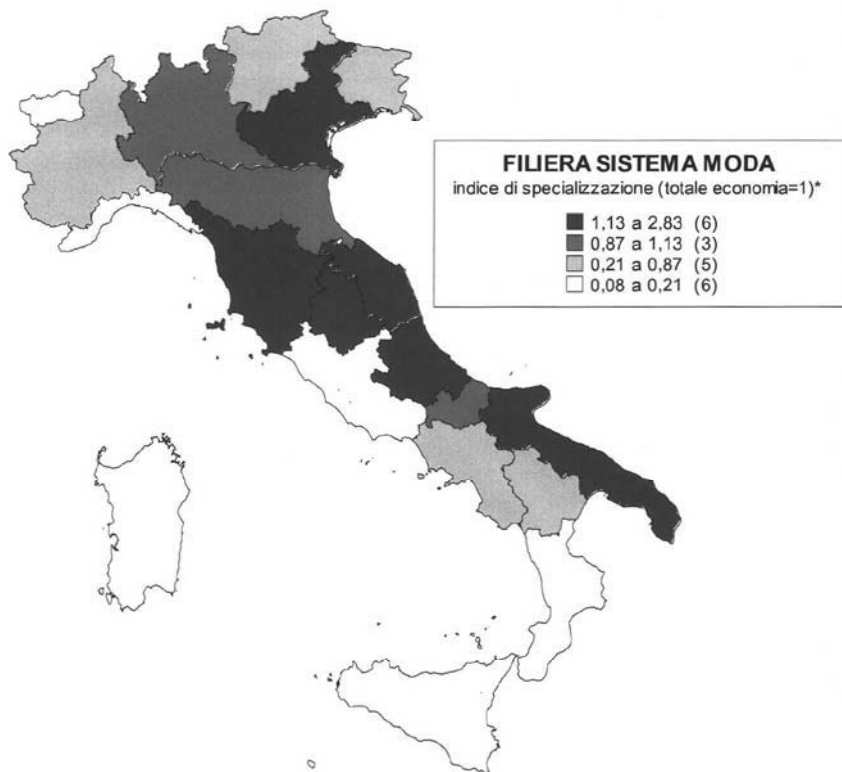 FILIERA SISTEMA MODA
indice di specializzazione (totale economia=1)*
1,13 a 2,83 (6)
0,87 a 1,13 (3)
0,21 a 0,87 (5)
0,08 a 0,21 (6)